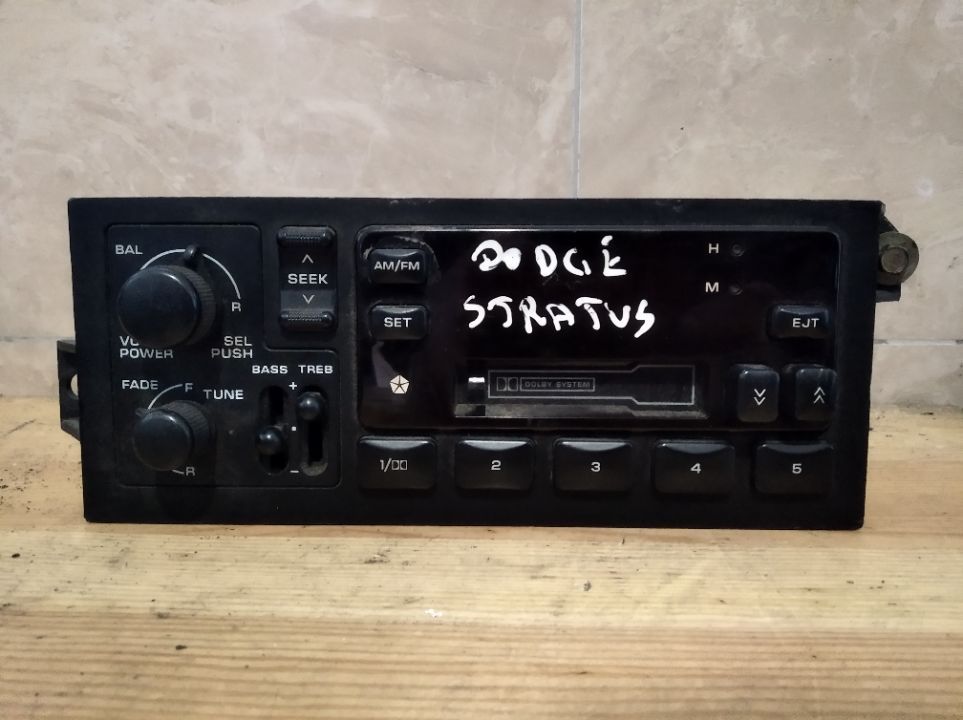 BAL
R
VO
POWER
SEL
PUSH
FADE
F
TUNE
R
SEEK
BASS TREB
+
-
AM/FM
SET
DODGE
STRATUS
H
M
EJT
DOLBY SYSTEM
1/
2
3
4
5